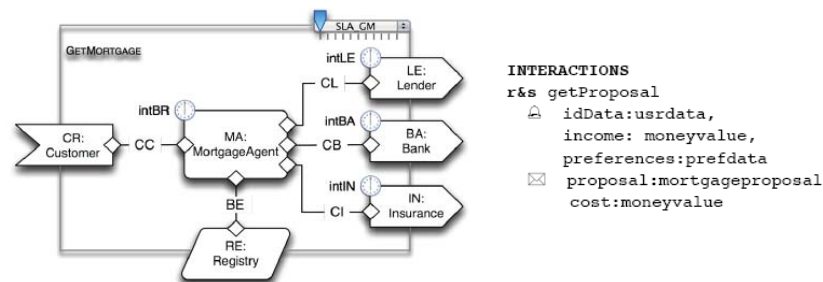 SLA_GM
GETMORTGAGE
intLE
LE:
Lender
CL
intBR
intBA
CR:
Customer
CC
MA:
MortgageAgent
CB
BA:
Bank
intIN
BE
CI
IN:
Insurance
RE:
Registry
INTERACTIONS
r&s getProposal
idData:usrdata,
income: moneyvalue,
preferences:prefdata
proposal:mortgageproposal
cost:moneyvalue